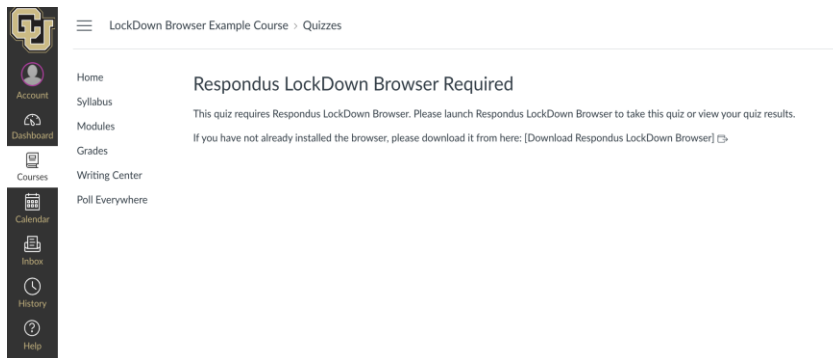 CU
LockDown Browser Example Course > Quizzes
Account
Dashboard
Courses
Calendar
Inbox
History
Help
Home
Syllabus
Modules
Grades
Writing Center
Poll Everywhere
Respondus LockDown Browser Required
This quiz requires Respondus LockDown Browser. Please launch Respondus LockDown Browser to take this quiz or view your quiz results.
If you have not already installed the browser, please download it from here: [Download Respondus LockDown Browser]